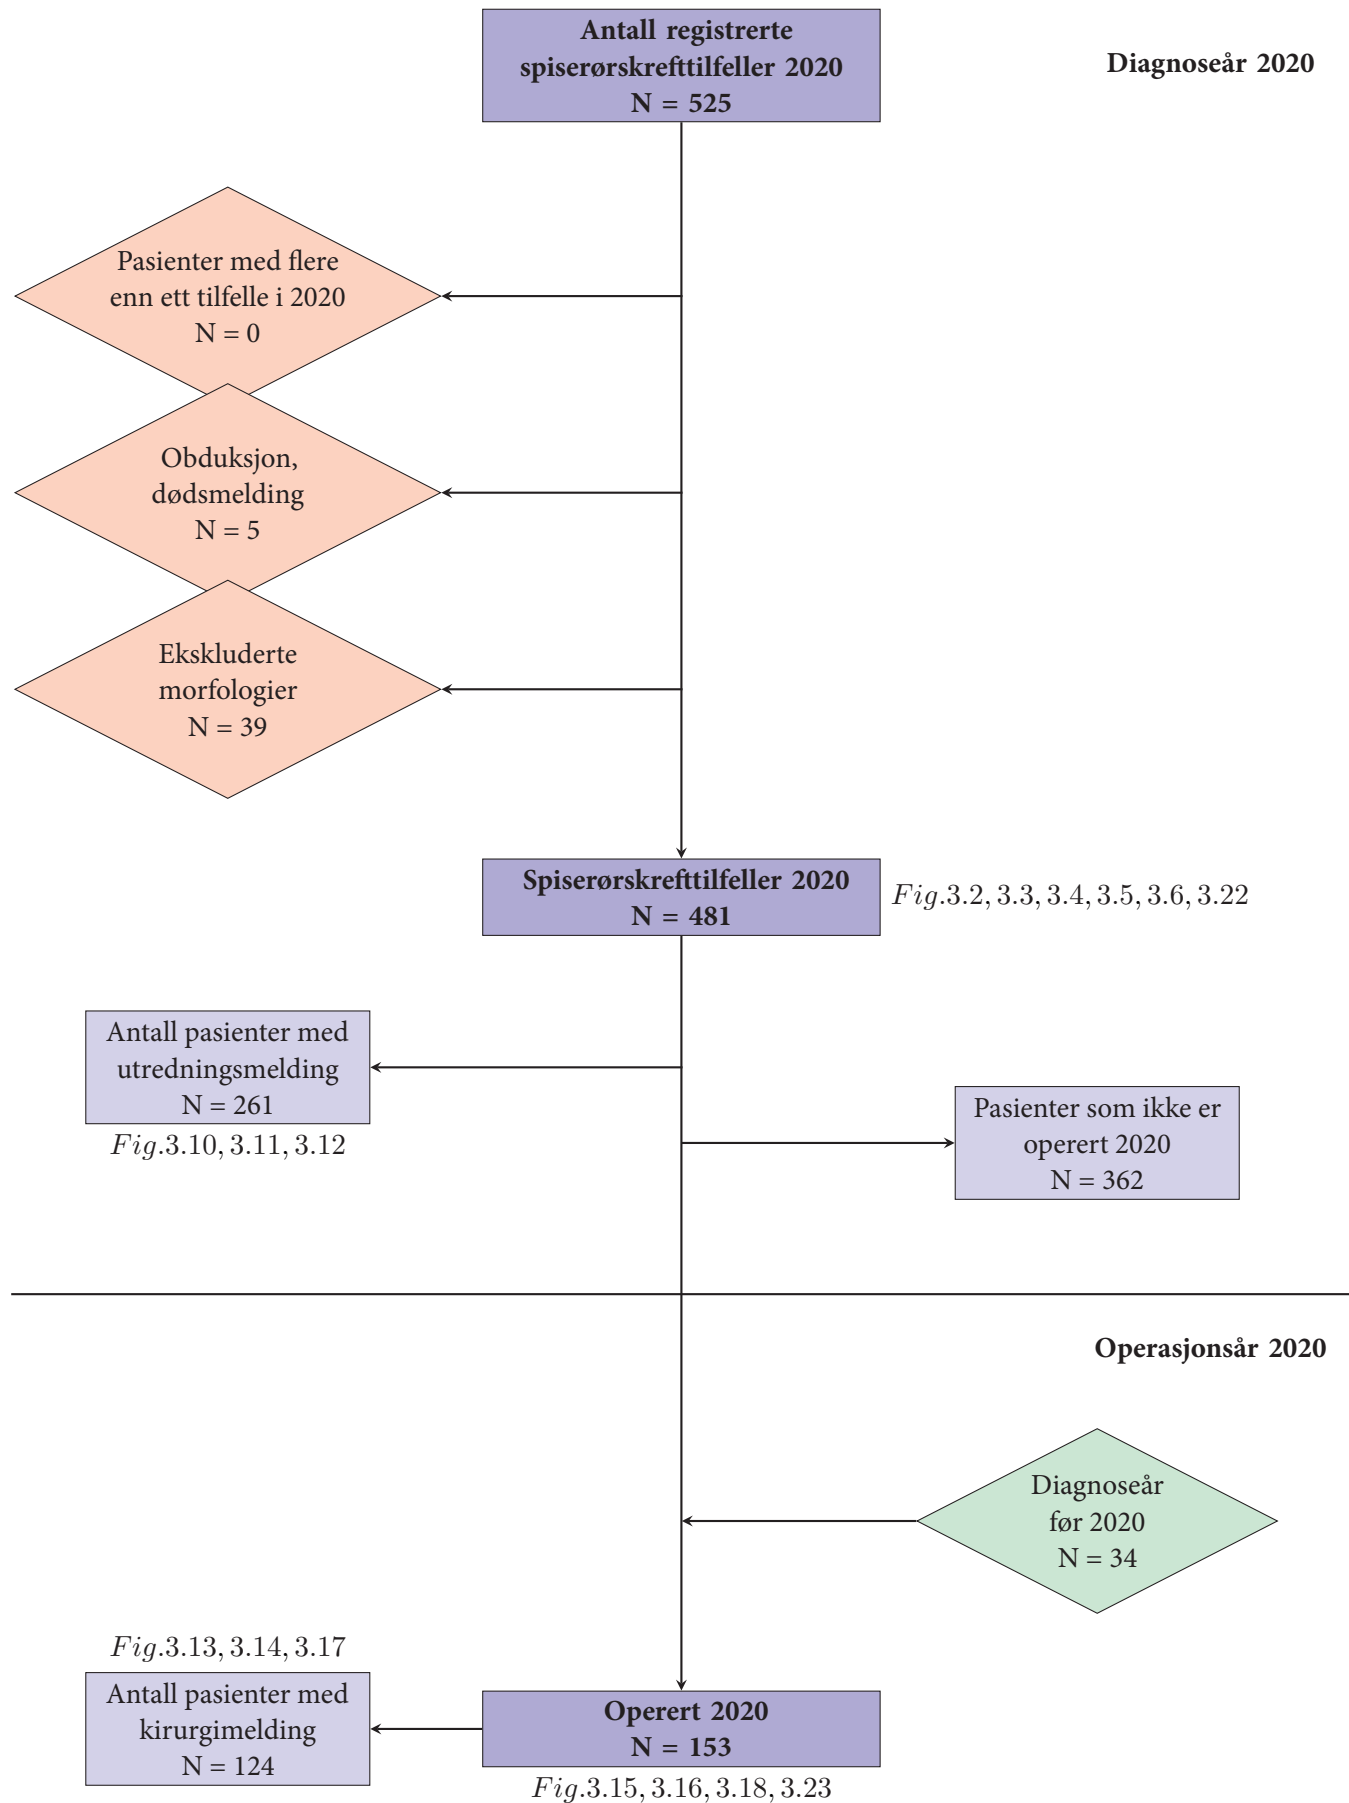 Antall registrerte
spiserørskrefttilfeller 2020
N = 525
Diagnoseår 2020
Pasienter med flere
enn ett tilfelle i 2020
N = 0
Obduksjon,
dødsmelding
N = 5
Ekskluderte
morfologier
N = 39
Spiserørskrefttilfeller 2020
N = 481
Fig.3.2, 3.3, 3.4, 3.5, 3.6, 3.22
Antall pasienter med
utredningsmelding
N = 261
Fig.3.10, 3.11, 3.12
Pasienter som ikke er
operert 2020
N = 362
Operasjonsår 2020
Diagnoseår
før 2020
N = 34
Fig.3.13, 3.14, 3.17
Antall pasienter med
kirurgimelding
N = 124
Operert 2020
N = 153
Fig.3.15, 3.16, 3.18, 3.23